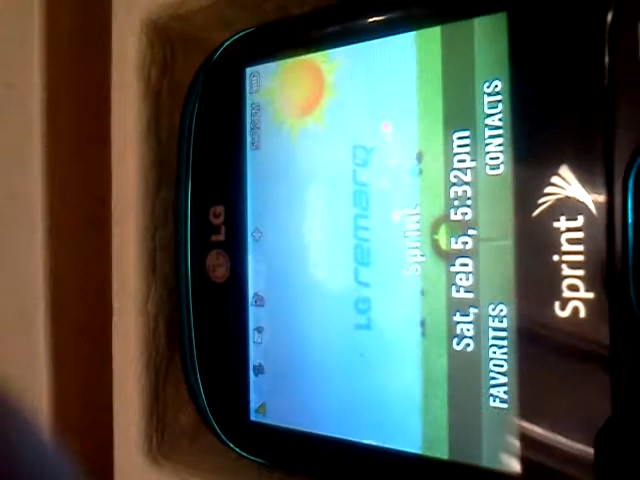 LG
LG remarq
Sprint
Sat, Feb 5, 5:32pm
FAVORITES CONTACTS
Sprint